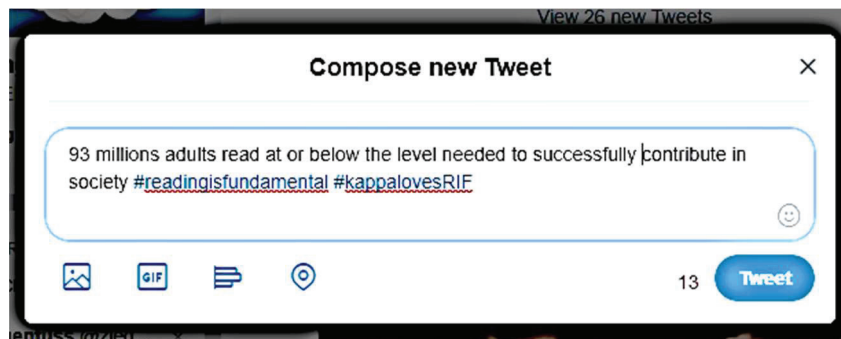 View 26 new Tweets
Compose new Tweet
93 millions adults read at or below the level needed to successfully contribute in
society #readingisfundamental #kappalovesRIF
GIF
13
Tweet